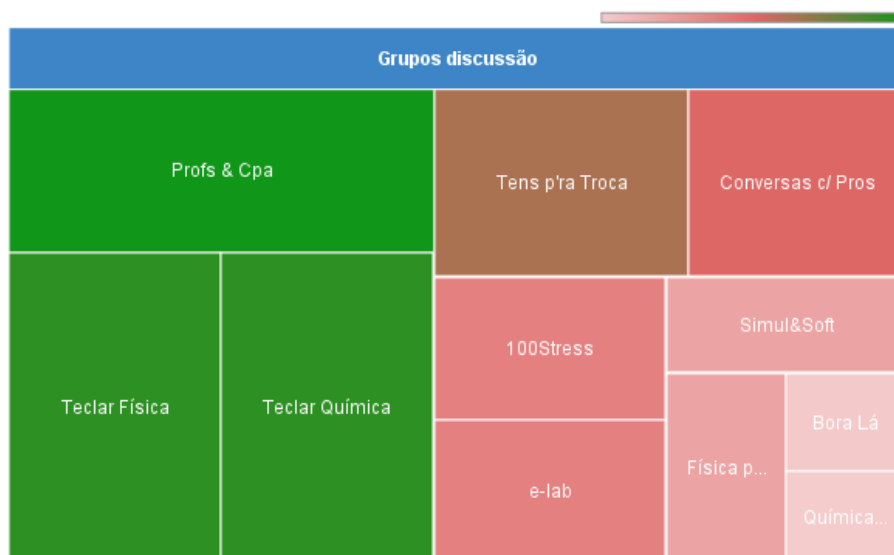 Grupos discussão
Profs & Cpa
Tens p'ra Troca
Conversas c/ Pros
Teclar Física
Teclar Química
100Stress
Simul&Soft
e-lab
Física p...
Bora Lá
Química...